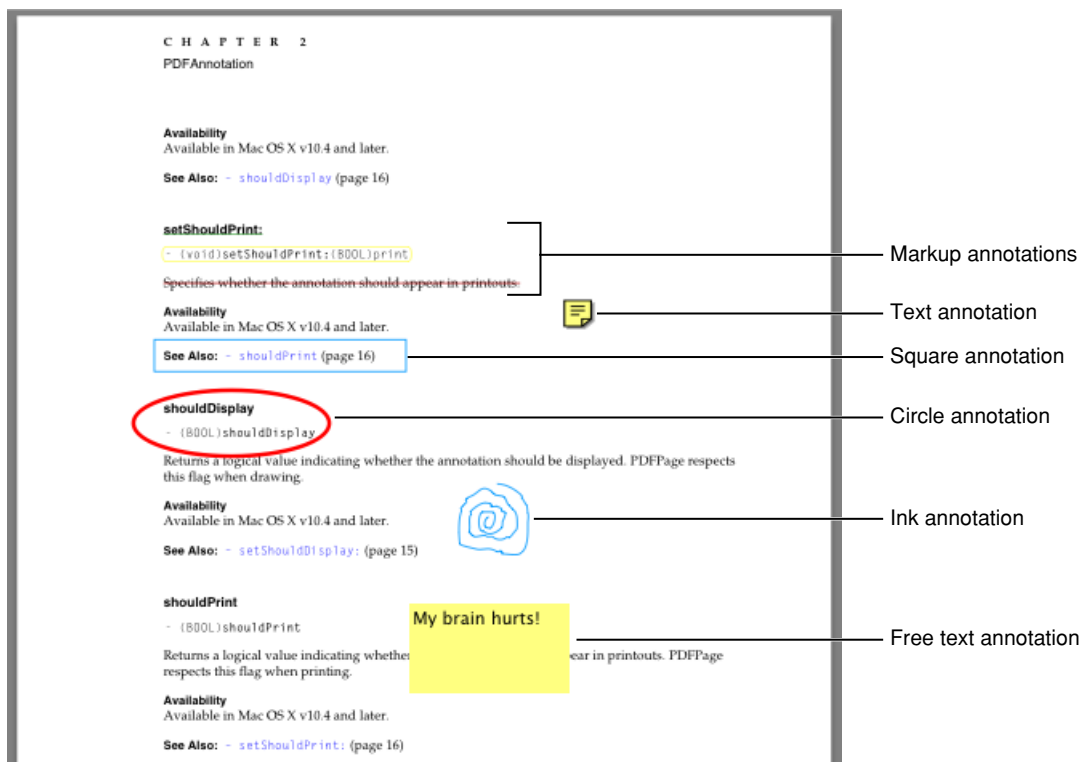 C H A P T E R 2
PDFAnnotation
Availability
Available in Mac OS X v10.4 and later.
See Also: - shouldDisplay (page 16)
setShouldPrint:
- (void)setShouldPrint:(BOOL)print
Specifies whether the annotation should appear in printouts.
Availability
Available in Mac OS X v10.4 and later.
See Also: - shouldPrint (page 16)
shouldDisplay
- (BOOL)shouldDisplay
Returns a logical value indicating whether the annotation should be displayed. PDFPage respects
this flag when drawing.
Availability
Available in Mac OS X v10.4 and later.
See Also: - setShouldDisplay: (page 15)
shouldPrint
- (BOOL)shouldPrint
My brain hurts!
Returns a logical value indicating whether ear in printouts. PDFPage
respects this flag when printing.
Availability
Available in Mac OS X v10.4 and later.
See Also: - setShouldPrint: (page 16)
Markup annotations
Text annotation
Square annotation
Circle annotation
Ink annotation
Free text annotation